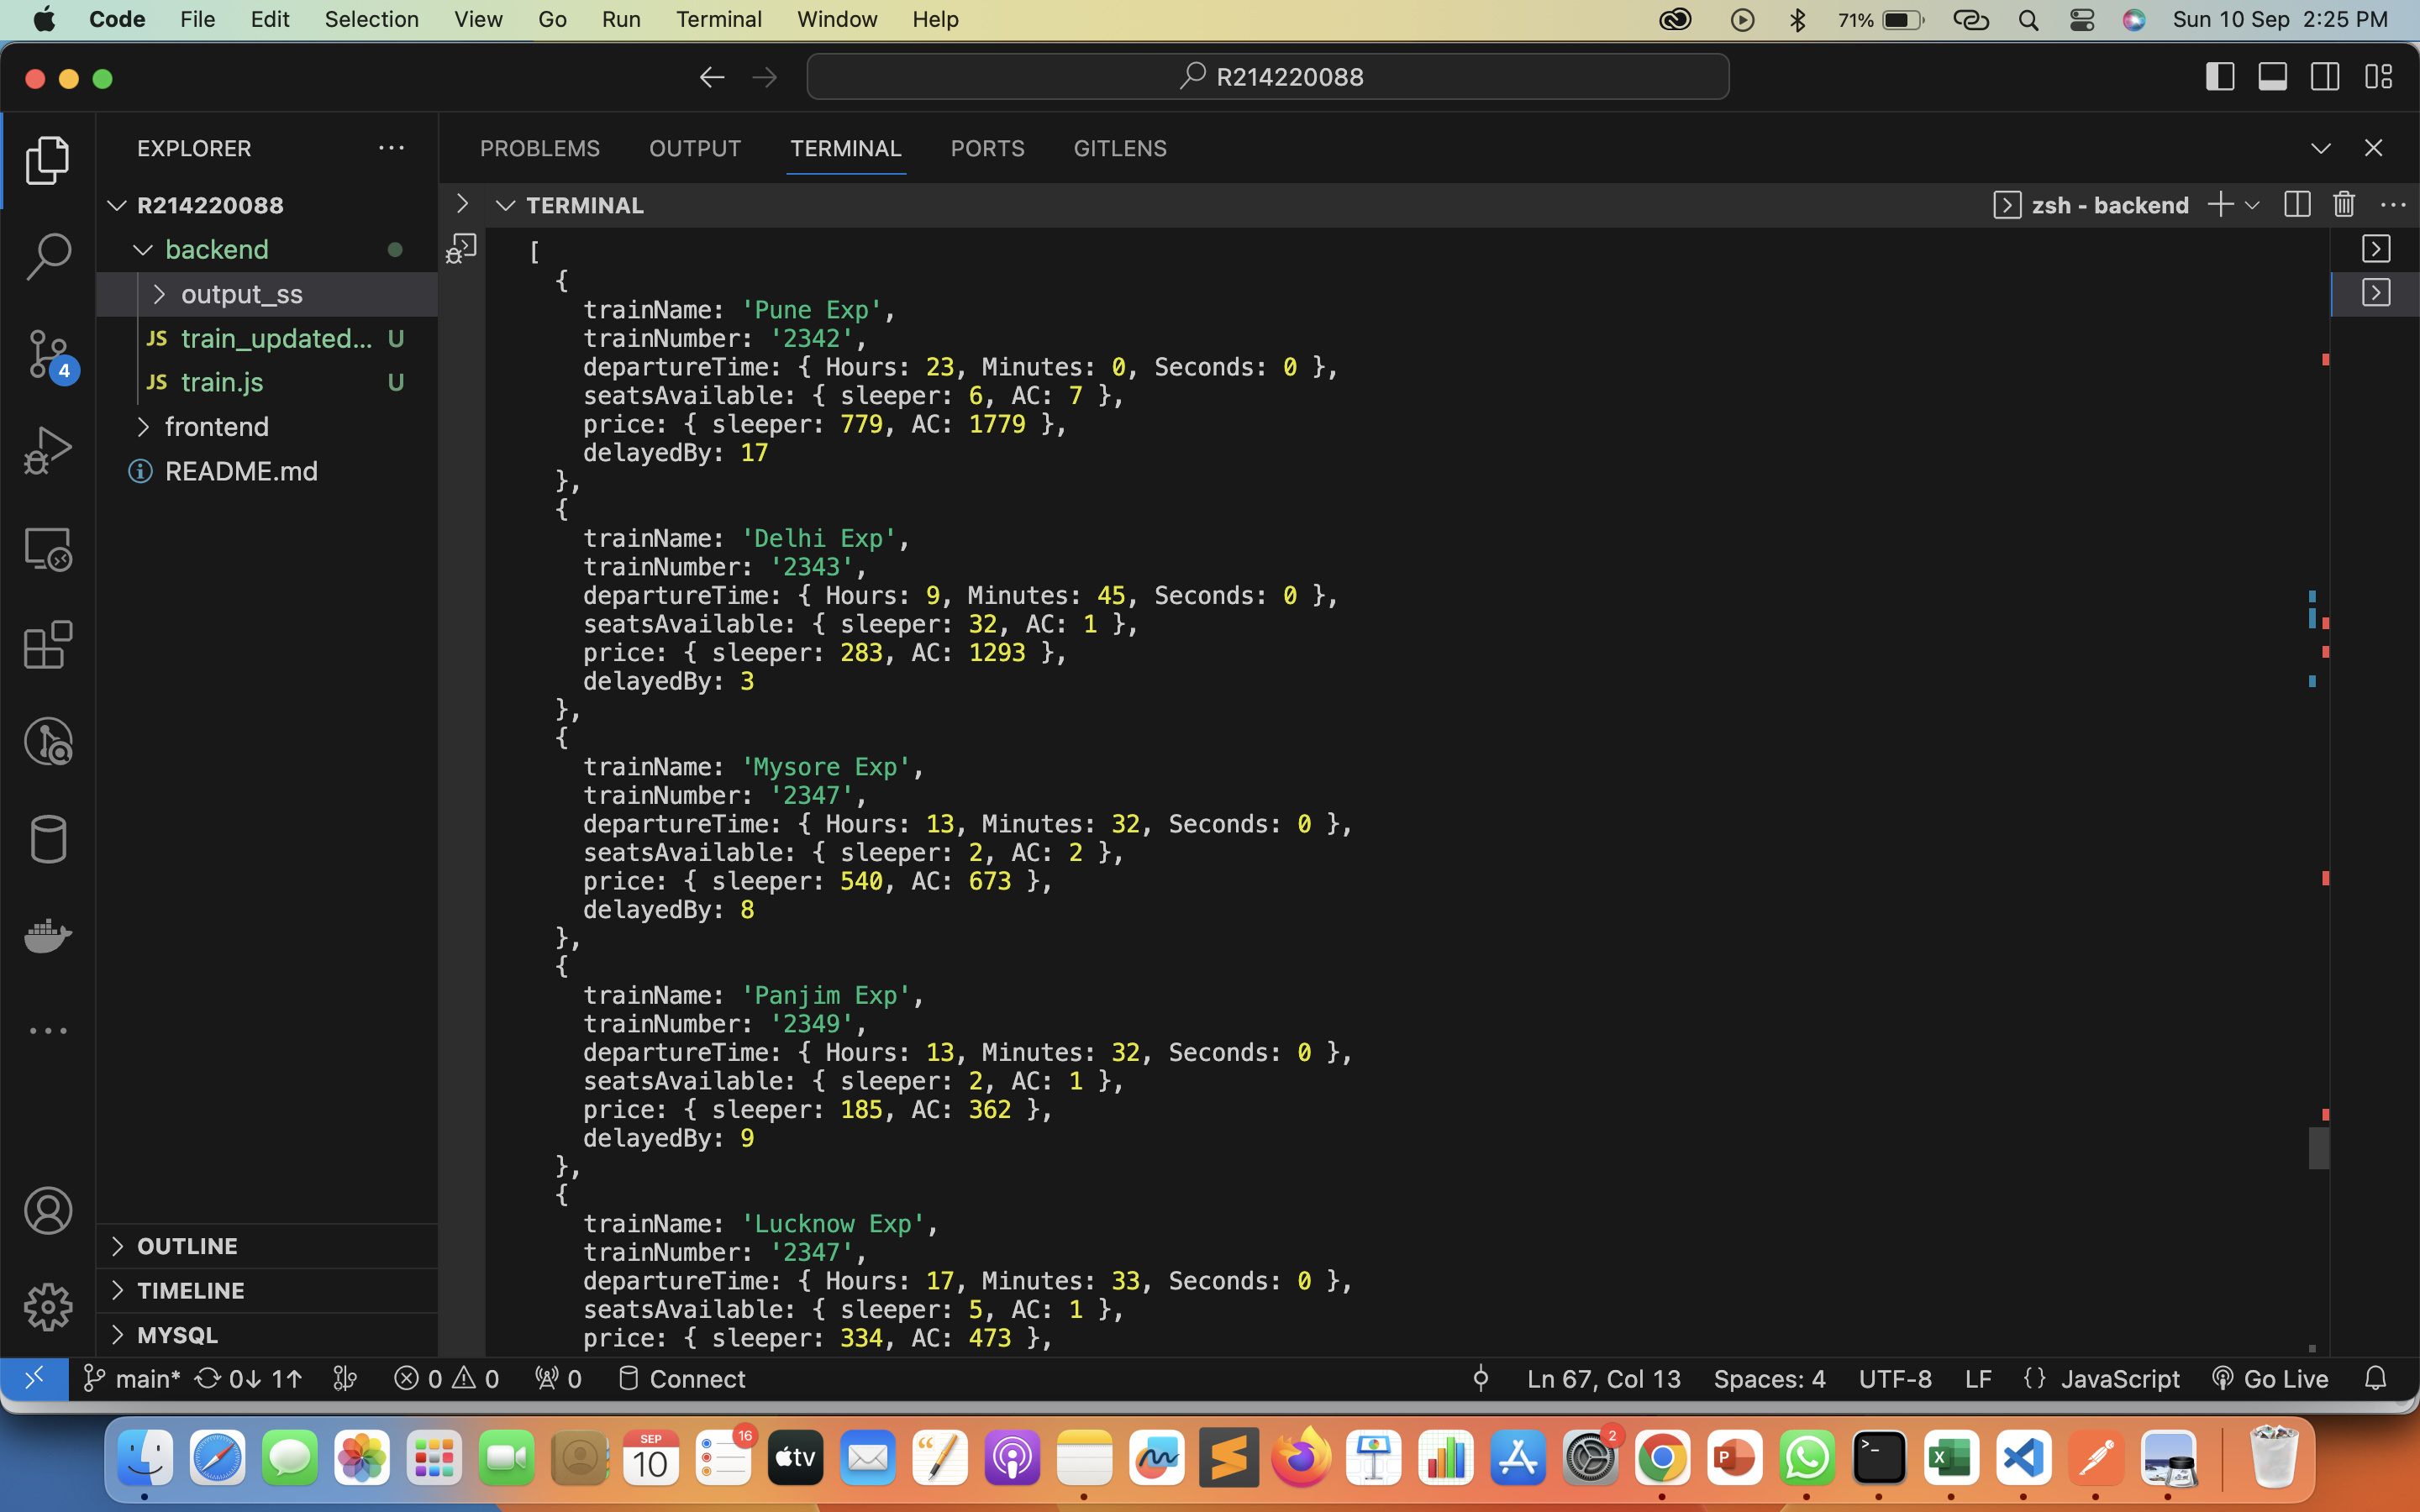 Code File Edit Selection View Go Run Terminal Window Help 71% Sun 10 Sep 2:25 PM
R214220088
EXPLORER
R214220088
backend
output_ss
JS train_updated... U
JS train.js U
frontend
README.md
4
OUTLINE
TIMELINE
MYSQL
PROBLEMS OUTPUT TERMINAL PORTS GITLENS
TERMINAL
zsh - backend
[
{
trainName: 'Pune Exp',
trainNumber: '2342',
departureTime: { Hours: 23, Minutes: 0, Seconds: 0 },
seatsAvailable: { sleeper: 6, AC: 7 },
price: { sleeper: 779, AC: 1779 },
delayedBy: 17
},
{
trainName: 'Delhi Exp',
trainNumber: '2343',
departureTime: { Hours: 9, Minutes: 45, Seconds: 0 },
seatsAvailable: { sleeper: 32, AC: 1 },
price: { sleeper: 283, AC: 1293 },
delayedBy: 3
},
{
trainName: 'Mysore Exp',
trainNumber: '2347',
departureTime: { Hours: 13, Minutes: 32, Seconds: 0 },
seatsAvailable: { sleeper: 2, AC: 2 },
price: { sleeper: 540, AC: 673 },
delayedBy: 8
},
{
trainName: 'Panjim Exp',
trainNumber: '2349',
departureTime: { Hours: 13, Minutes: 32, Seconds: 0 },
seatsAvailable: { sleeper: 2, AC: 1 },
price: { sleeper: 185, AC: 362 },
delayedBy: 9
},
{
trainName: 'Lucknow Exp',
trainNumber: '2347',
departureTime: { Hours: 17, Minutes: 33, Seconds: 0 },
seatsAvailable: { sleeper: 5, AC: 1 },
price: { sleeper: 334, AC: 473 },
main* 0↓ 1↑ 0 0 0 Connect Ln 67, Col 13 Spaces: 4 UTF-8 LF {} JavaScript Go Live
SEP
10
16
tv
2
P
>_
X